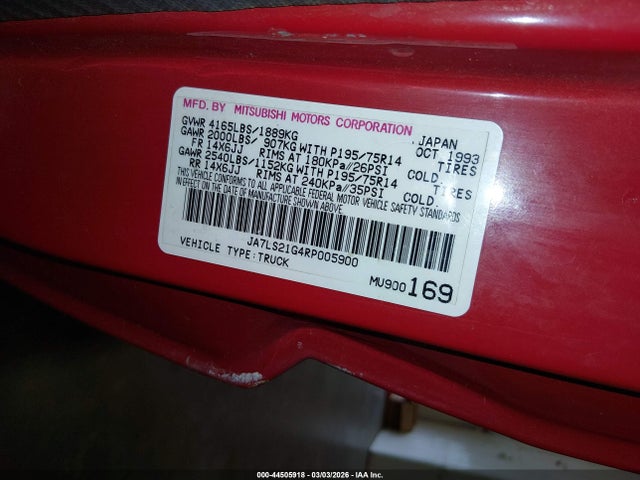 MFD. BY MITSUBISHI MOTORS CORPORATION
GVWR 4165LBS/1889KG JAPAN OCT 1993
GAWR 2000LBS/ 907KG WITH P195/75R14 TIRES
FR 14X6JJ RIMS AT 180KPa//26PSI COLD.
GAWR 2540LBS/1152KG WITH P195/75R14 TIRES
RR 14X6JJ RIMS AT 240KPa//35PSI COLD.
THIS VEHICLE CONFORMS TO ALL APPLICABLE FEDERAL MOTOR VEHICLE SAFETY STANDARDS
IN EFFECT ON THE DATE OF MANUFACTURE SHOWN ABOVE.
JA7LS21G4RP005900
VEHICLE TYPE:TRUCK
MU900169
000-44505918 - 03/03/2026 - IAA Inc.